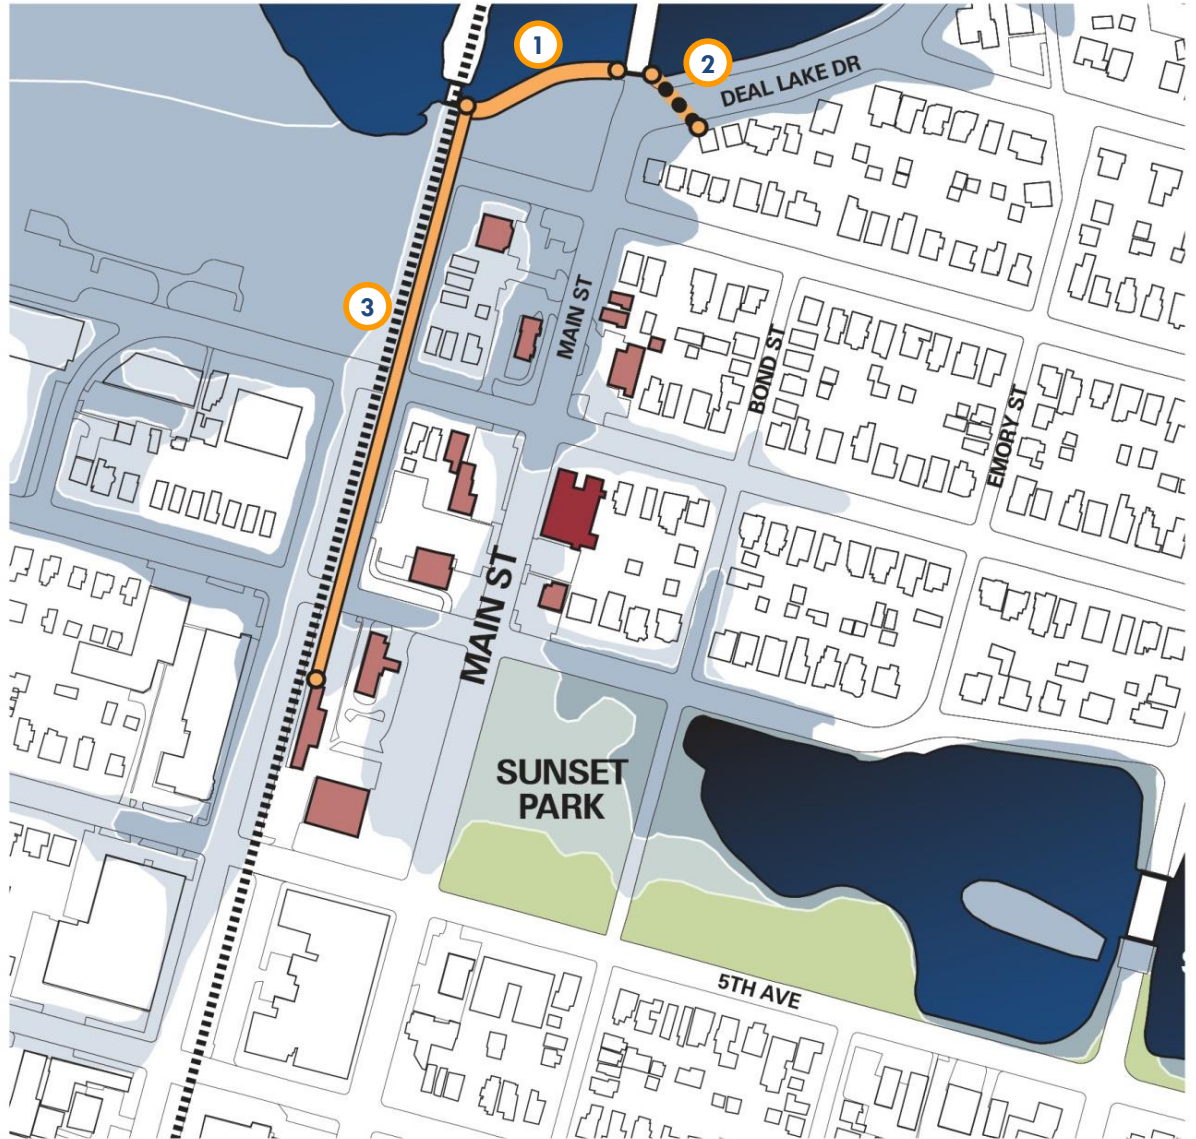 1
2
DEAL LAKE DR
3
MAIN ST
BOND ST
EMORY ST
MAIN ST
SUNSET
PARK
5TH AVE